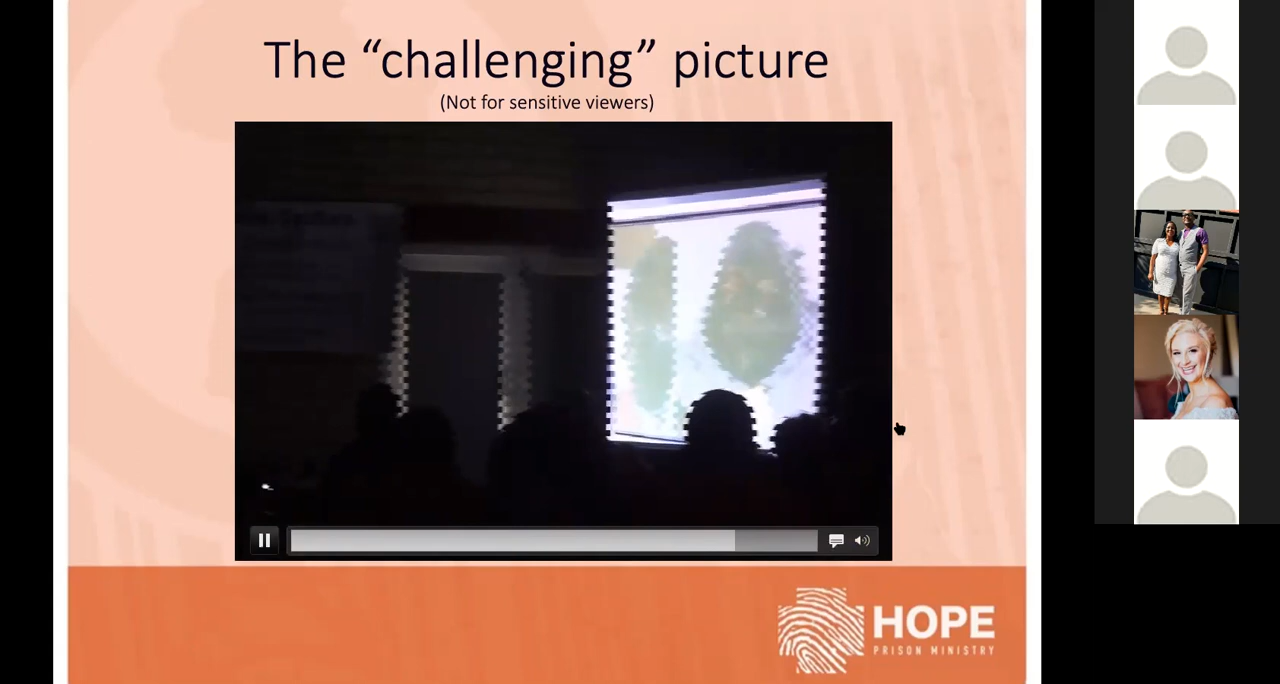 The “challenging” picture
(Not for sensitive viewers)
HOPE
PRISON MINISTRY